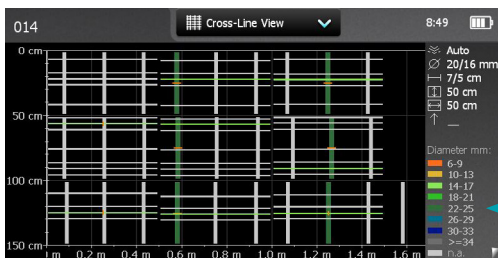 014
Cross-Line View
8:49
0 cm
50 cm
100 cm
150 cm
m
0.2 m
0.4 m
0.6 m
0.8 m
1.0 m
1.2 m
1.4 m
1.6 m
Auto
20/16 mm
7/5 cm
50 cm
50 cm
__
Diameter mm:
6-9
10-13
14-17
18-21
22-25
26-29
30-33
>=34
n.a.